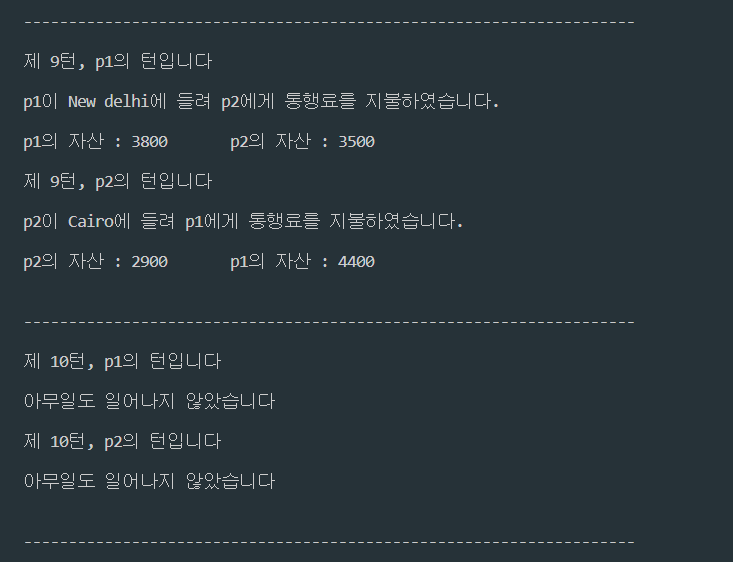 --------------------------------------------------------------------
제 9턴, p1의 턴입니다
p1이 New delhi에 들려 p2에게 통행료를 지불하였습니다.
p1의 자산 : 3800       p2의 자산 : 3500
제 9턴, p2의 턴입니다
p2이 Cairo에 들려 p1에게 통행료를 지불하였습니다.
p2의 자산 : 2900       p1의 자산 : 4400
--------------------------------------------------------------------
제 10턴, p1의 턴입니다
아무일도 일어나지 않았습니다
제 10턴, p2의 턴입니다
아무일도 일어나지 않았습니다
--------------------------------------------------------------------